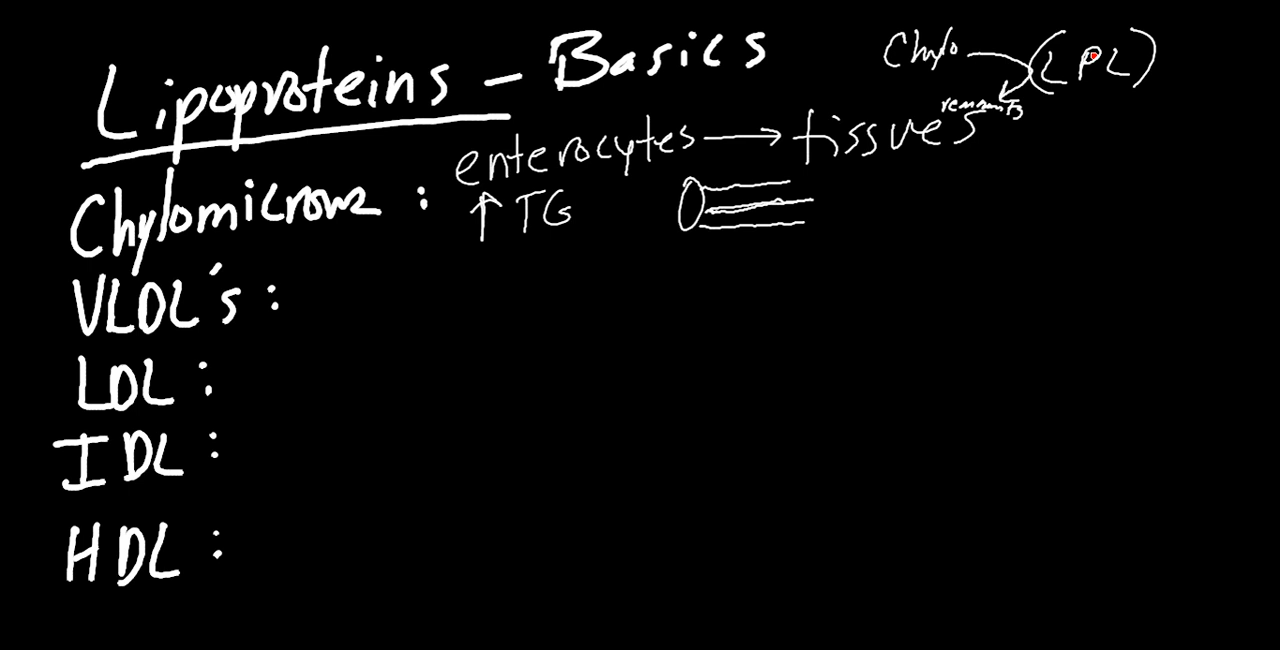 Lipoproteins - Basics
Chylo → (LPL)
remnants
enterocytes → tissues
Chylomicrons : ↑ TG
VLDL's :
LDL :
IDL :
HDL :